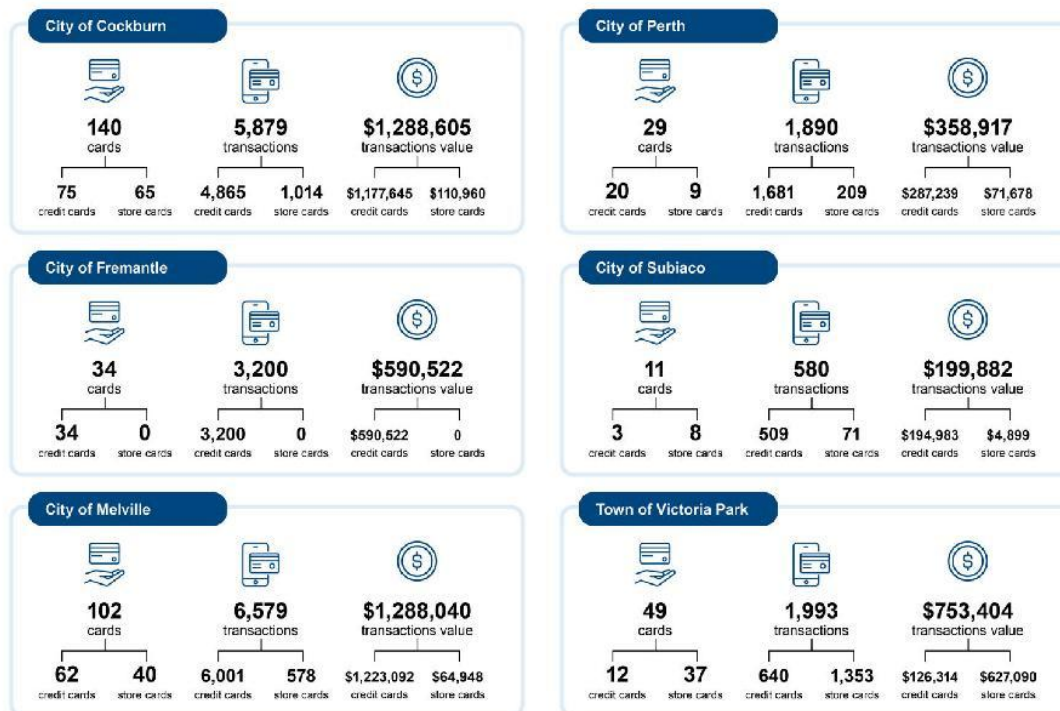 City of Cockburn
140
cards
5,879
transactions
$1,288,605
transactions value
75
credit cards
65
store cards
4,865
credit cards
1,014
store cards
$1,177,645
credit cards
$110,960
store cards
City of Perth
29
cards
1,890
transactions
$358,917
transactions value
20
credit cards
9
store cards
1,681
credit cards
209
store cards
$287,239
credit cards
$71,678
store cards
City of Fremantle
34
cards
3,200
transactions
$590,522
transactions value
34
credit cards
0
store cards
3,200
credit cards
0
store cards
$590,522
credit cards
0
store cards
City of Subiaco
11
cards
580
transactions
$199,882
transactions value
3
credit cards
8
store cards
509
credit cards
71
store cards
$194,983
credit cards
$4,899
store cards
City of Melville
102
cards
6,579
transactions
$1,288,040
transactions value
62
credit cards
40
store cards
6,001
credit cards
578
store cards
$1,223,092
credit cards
$64,948
store cards
Town of Victoria Park
49
cards
1,993
transactions
$753,404
transactions value
12
credit cards
37
store cards
640
credit cards
1,353
store cards
$126,314
credit cards
$627,090
store cards